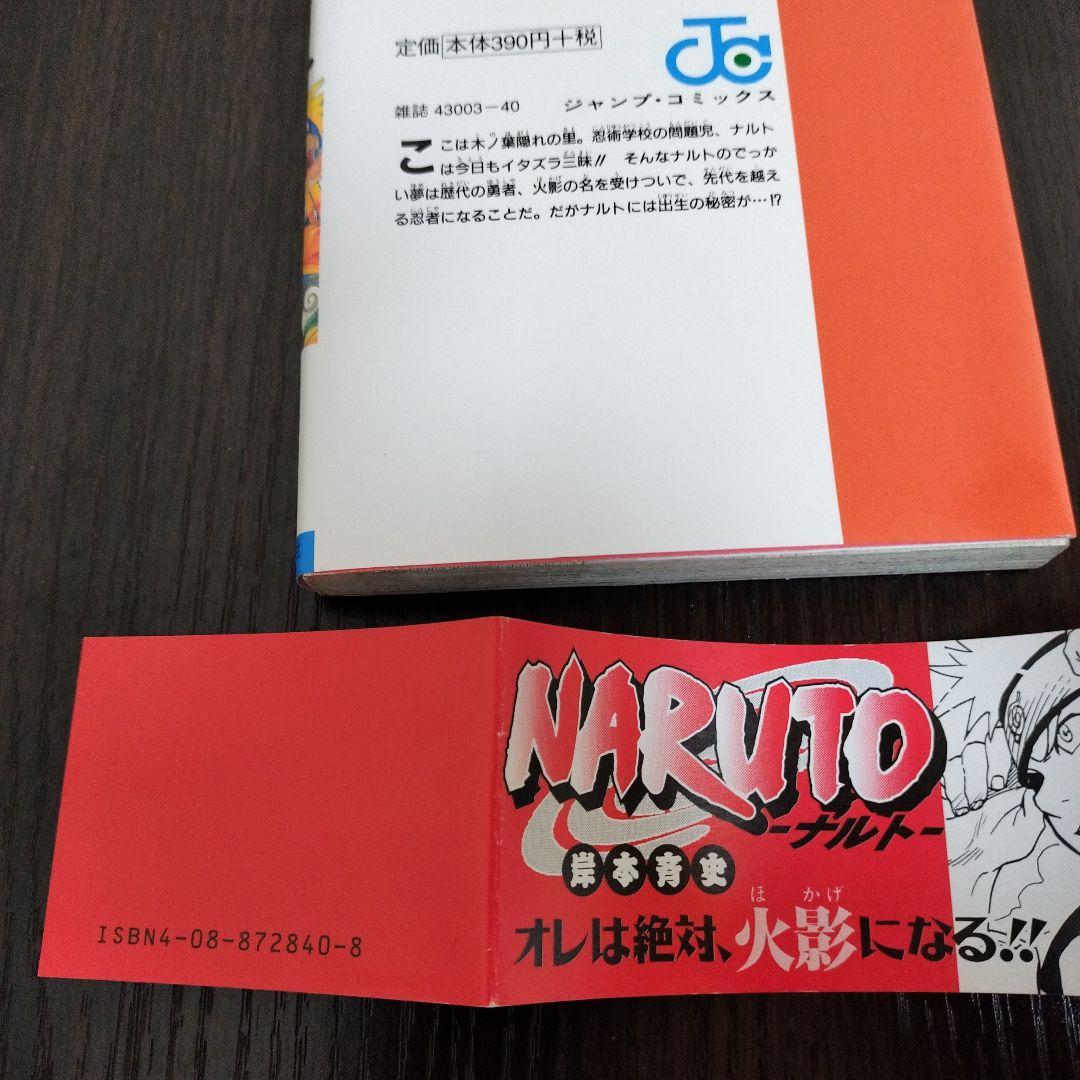 定価 本体390円+税
JC
雑誌 43003-40 ジャンプ・コミックス
ここは木ノ葉隠れの里。忍術学校の問題児、ナルト
は今日もイタズラ三昧!! そんなナルトのでっか
い夢は歴代の勇者、火影の名を受けついで、先代を越え
る忍者になることだ。だがナルトには出生の秘密が…!?
NARUTO
-ナルト-
岸本斉史
ほ か げ
オレは絶対、火影になる!!
ISBN4-08-872840-8